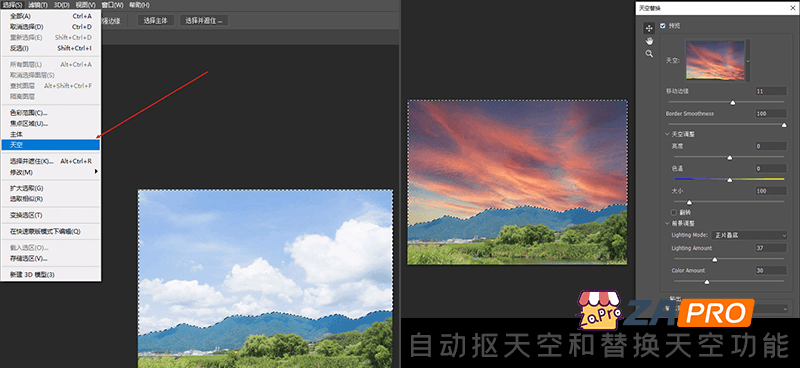 选择(S) 滤镜(T) 3D(D) 视图(V) 窗口(W) 帮助(H)
全部(A) Ctrl+A
取消选择(D) Ctrl+D
重新选择(E) Shift+Ctrl+D
反选(I) Shift+Ctrl+I
所有图层(L) Alt+Ctrl+A
取消选择图层(S)
查找图层 Alt+Shift+Ctrl+F
隔离图层
色彩范围(C)...
焦点区域(U)...
主体
天空
选择并遮住(K)... Alt+Ctrl+R
修改(M)
扩大选取(G)
选取相似(R)
变换选区(T)
在快速蒙版模式下编辑(Q)
载入选区(O)...
存储选区(V)...
新建 3D 模型(3)
边缘
选择主体
选择并遮住...
天空替换
预览
天空:
移动边缘 11
Border Smoothness 100
天空调整
亮度 0
色温 0
大小 100
翻转
前景调整
Lighting Mode: 正片叠底
Lighting Amount 37
Color Amount 30
输出
ZAPro
ZAPRO
自动抠天空和替换天空功能